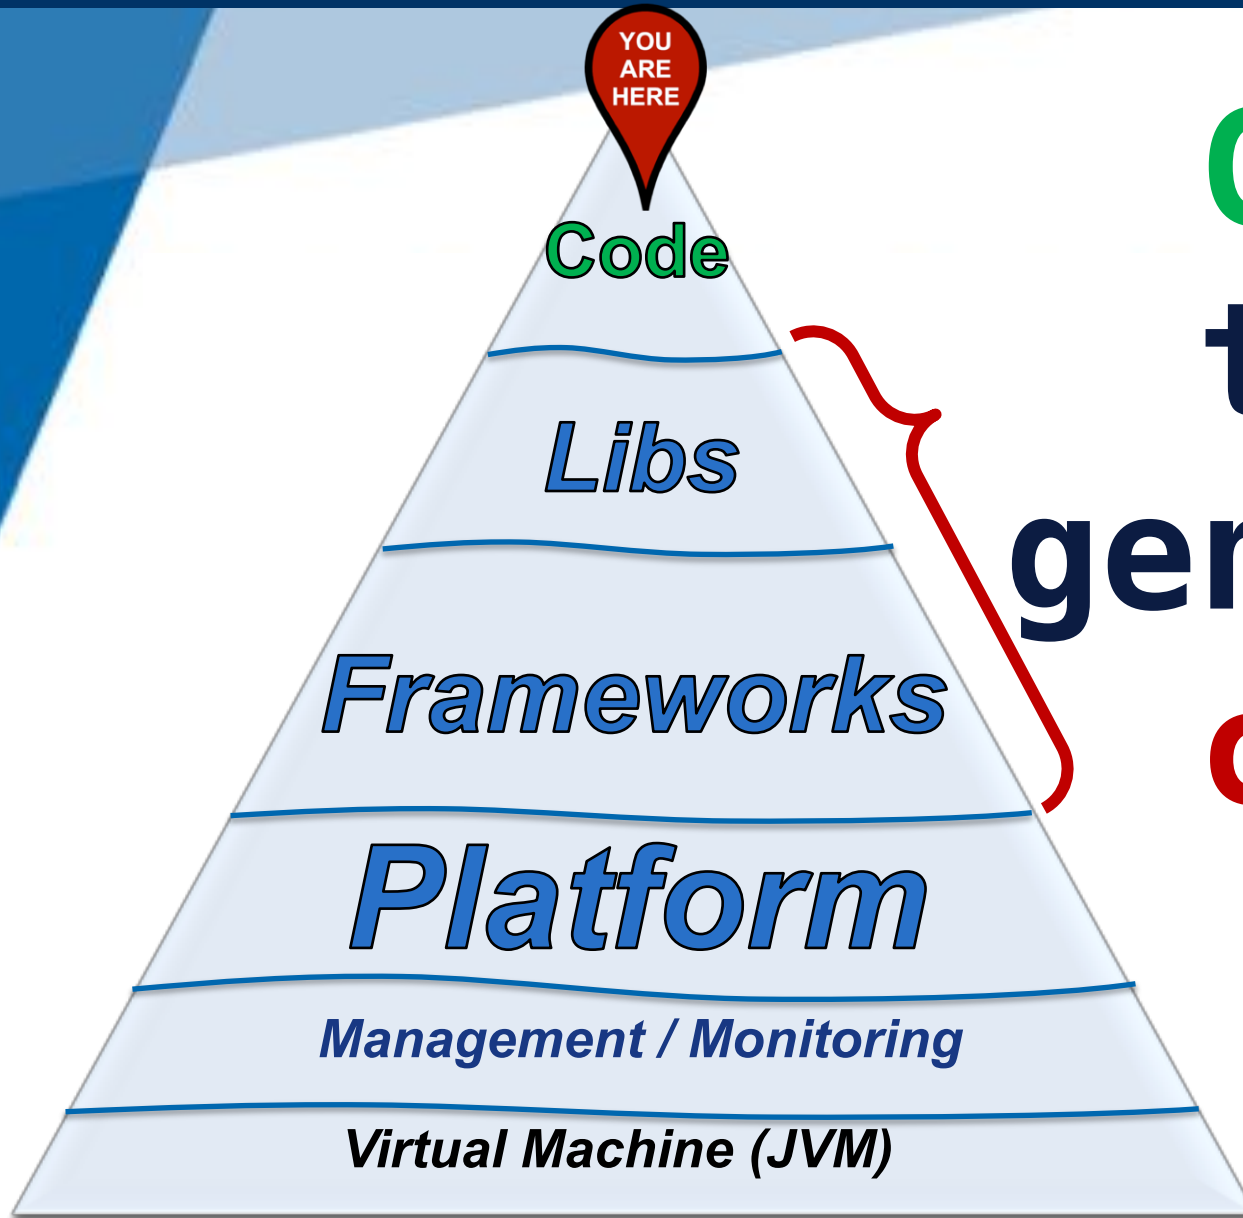 YOU
ARE
HERE
Code
Libs
Frameworks
Platform
Management / Monitoring
Virtual Machine (JVM)